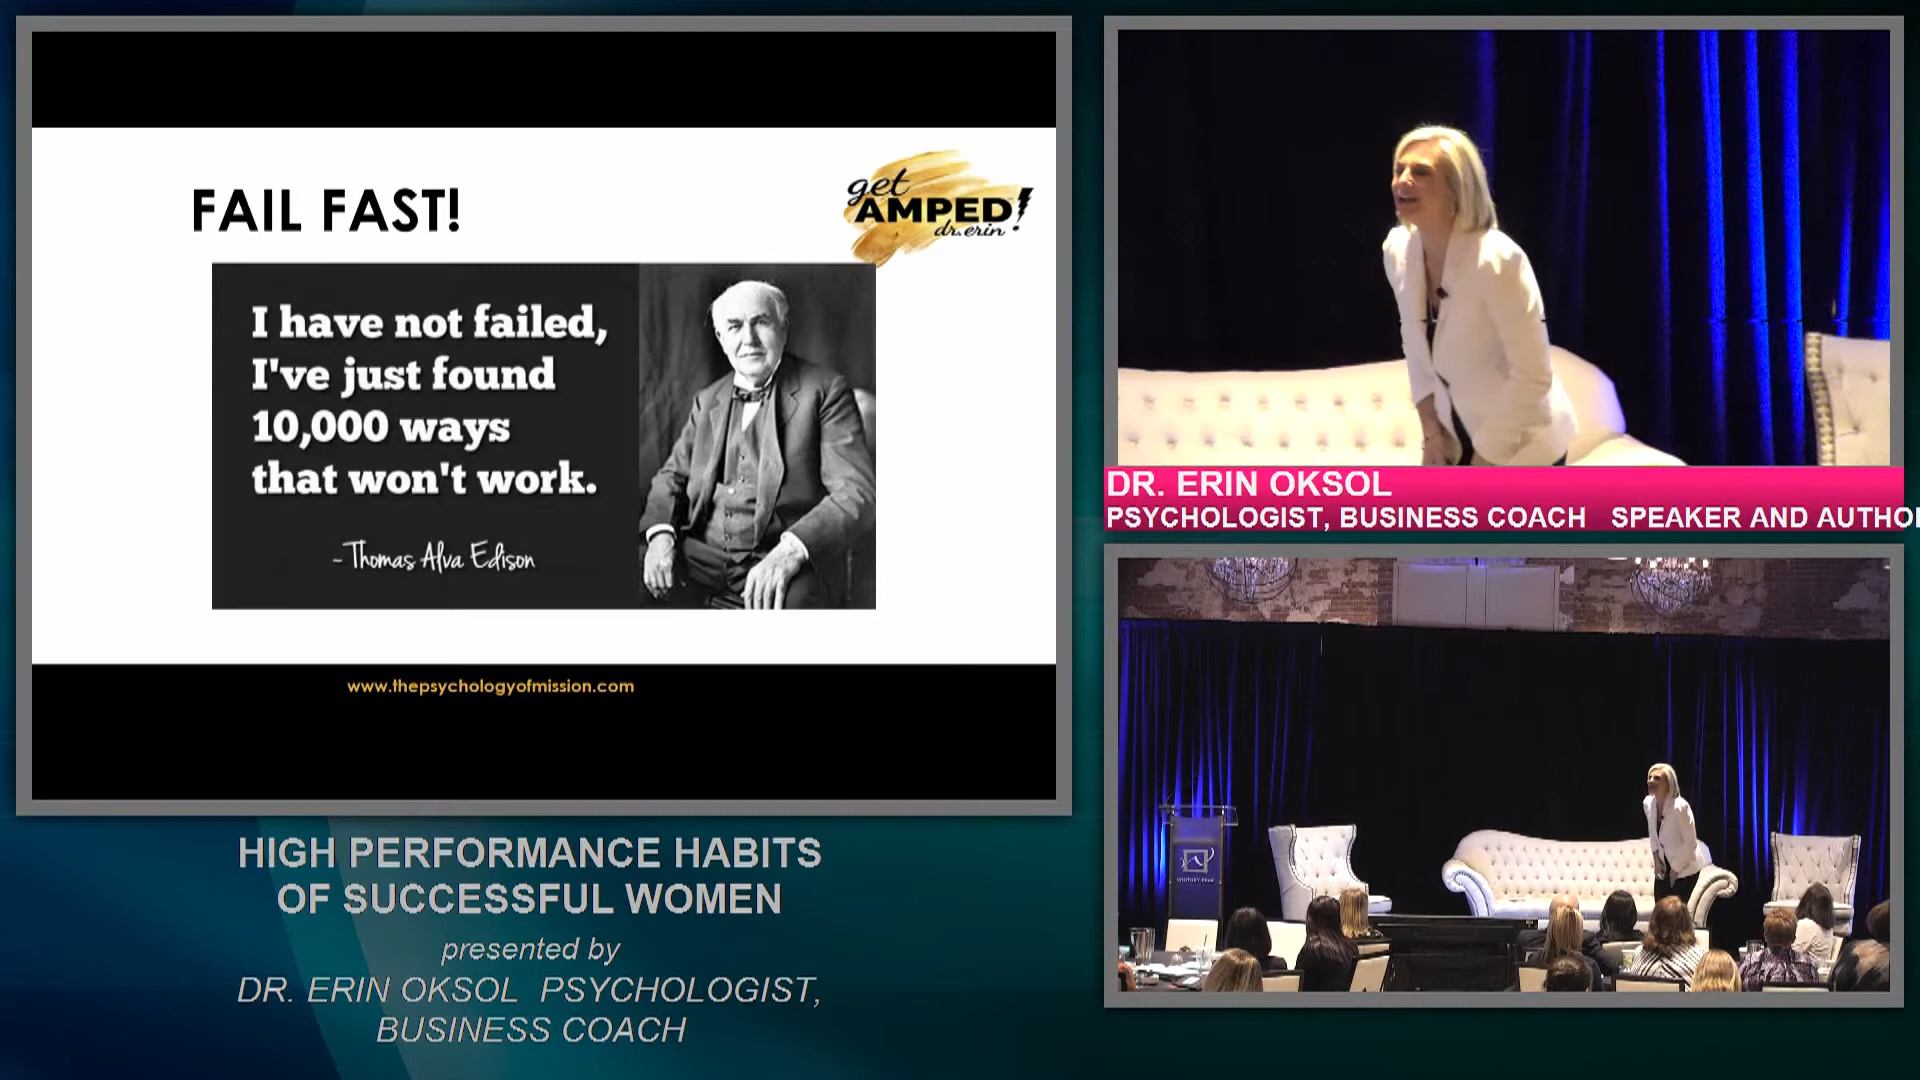 FAIL FAST!
get
AMPED!
dr.erin
I have not failed,
I've just found
10,000 ways
that won't work.
- Thomas Alva Edison
www.thepsychologyofmission.com
DR. ERIN OKSOL
PSYCHOLOGIST, BUSINESS COACH SPEAKER AND AUTHO
HIGH PERFORMANCE HABITS
OF SUCCESSFUL WOMEN
presented by
DR. ERIN OKSOL PSYCHOLOGIST,
BUSINESS COACH